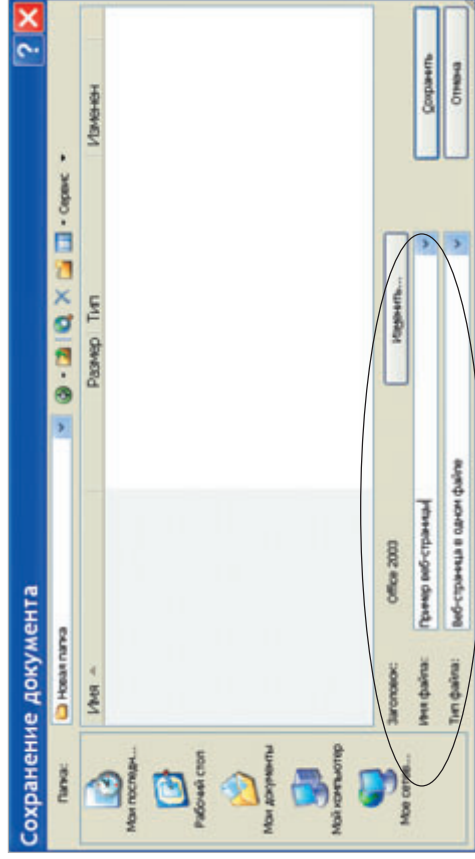 Сохранение документа
Папка: Новая папка Сервис
Имя Размер Тип Изменен
Мои последн...
Рабочий стол
Мои документы
Мой компьютер
Мое сетев...
Заголовок: Office 2003 Изменить...
Имя файла: Пример веб-страницы Сохранить
Тип файла: Веб-страница в одном файле Отмена